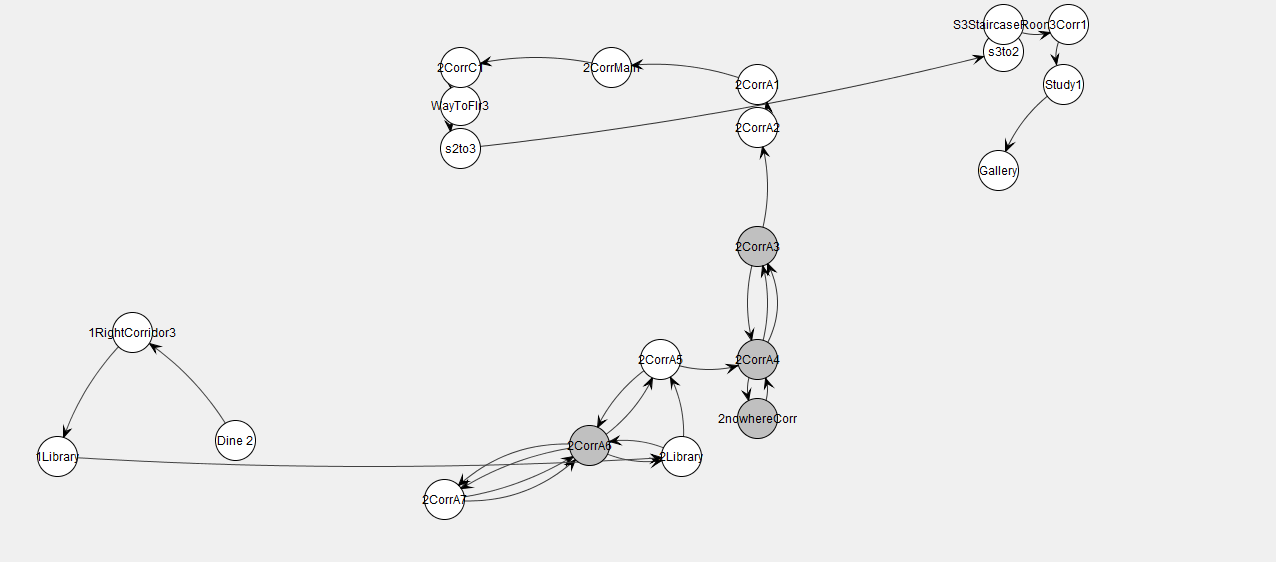 S3StaircaseRoom
3Corr1
s3to2
2CorrC1
2CorrMain
2CorrA1
Study1
WayToFlr3
2CorrA2
s2to3
Gallery
2CorrA3
1RightCorridor3
2CorrA5
2CorrA4
2nowhereCorr
Dine 2
2CorrA6
1Library
2Library
2CorrA7